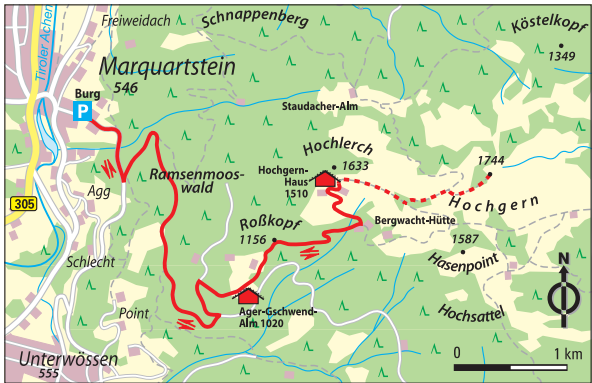 Freiweidach
Schnappenberg
Köstelkopf
1349
Tiroler Achen
Marquartstein
546
Burg
P
Staudacher-Alm
Hochlerch
1633
1744
Hochgern-
Haus
1510
Ramsenmoos-
wald
Agg
305
Hochgern
Roßkopf
1156
Bergwacht-Hütte
1587
Hasenpoint
Schlecht
N
Point
Ager-Gschwend-
Alm 1020
Hochsattel
Unterwössen
555
0
1 km